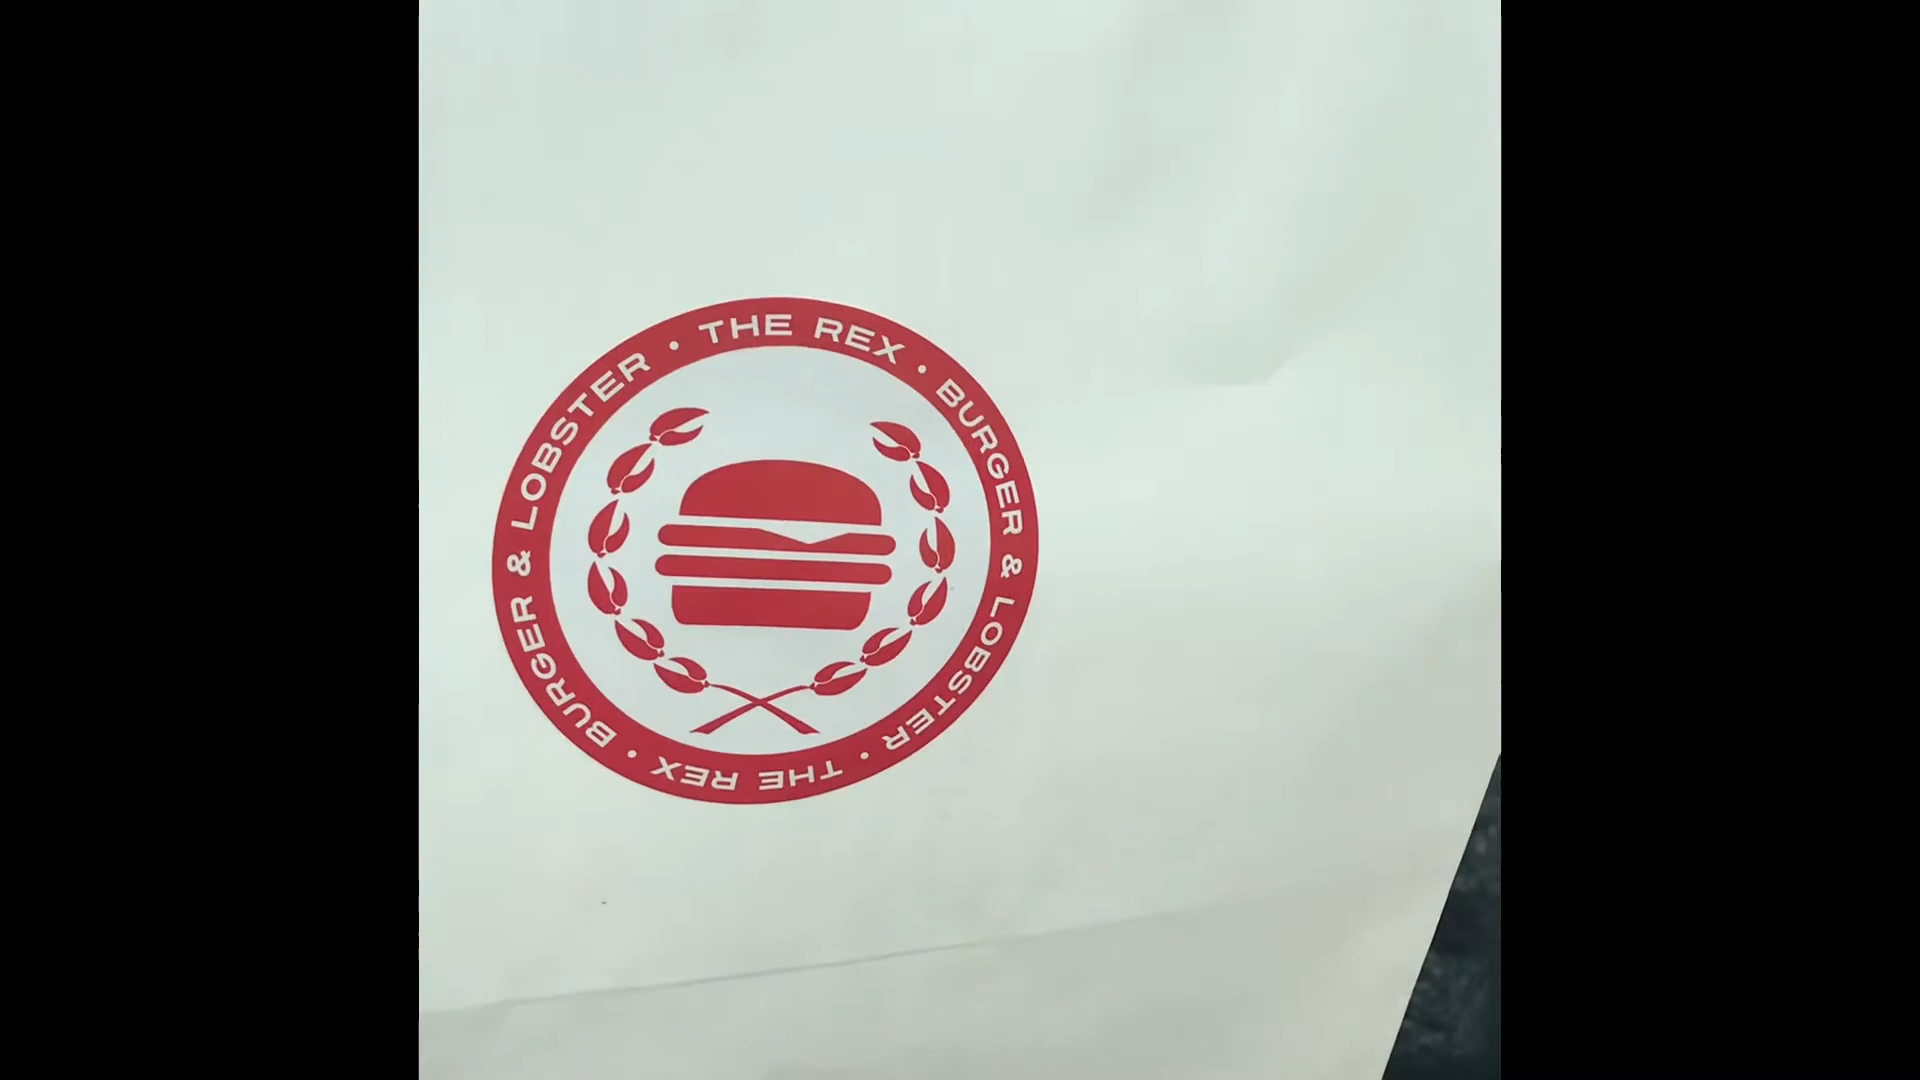 THE REX • BURGER & LOBSTER • THE REX • BURGER & LOBSTER •